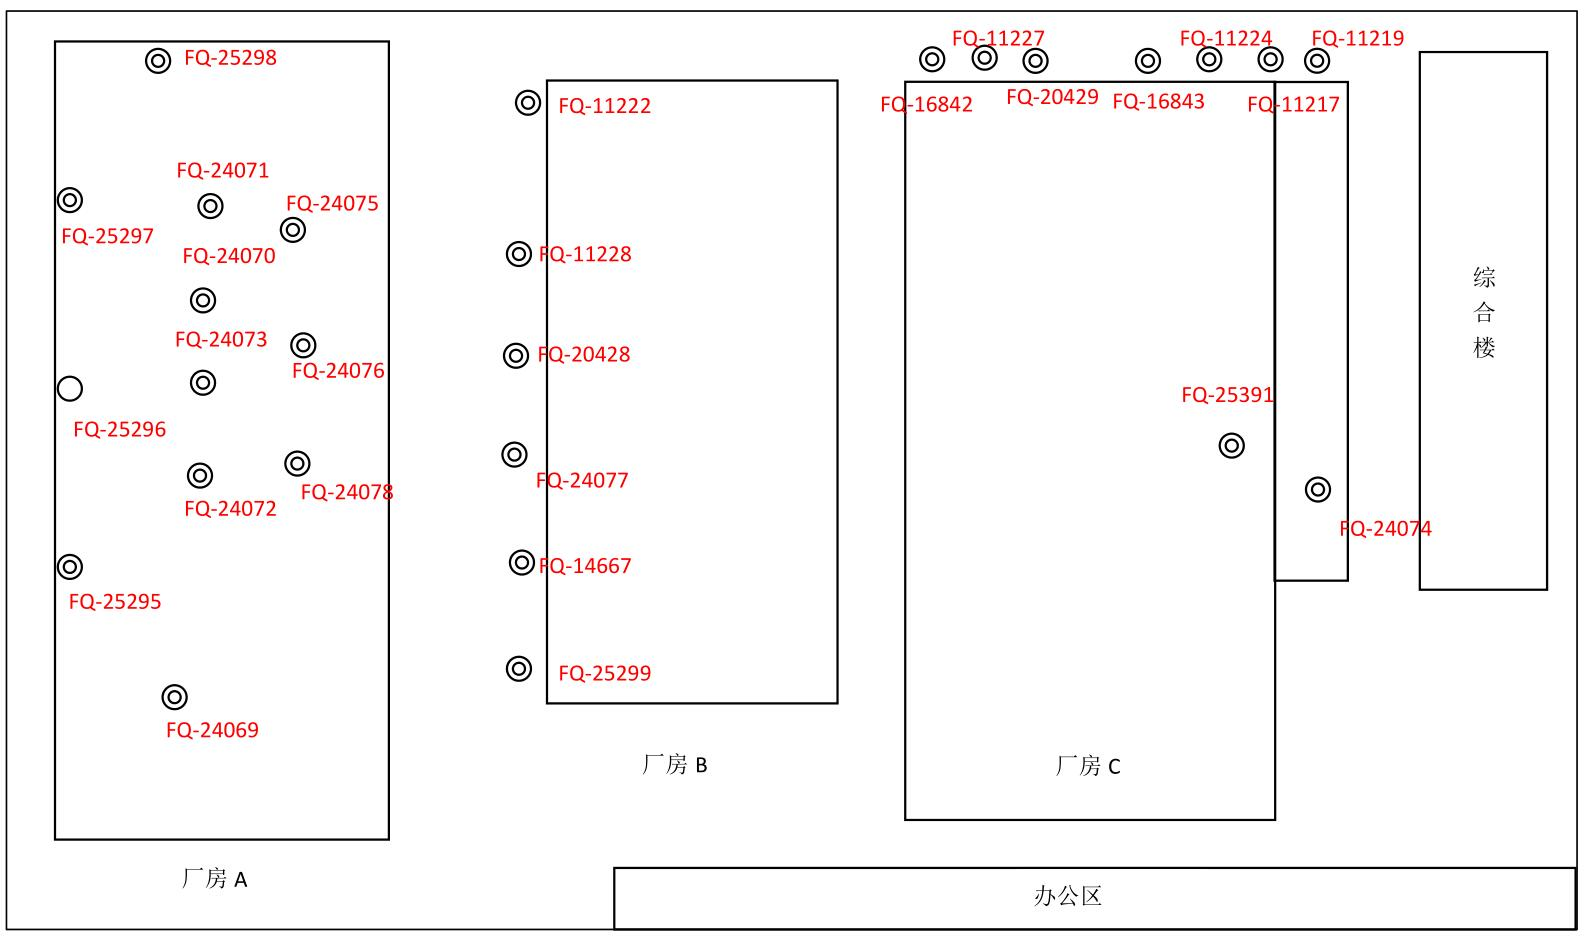 FQ-25298
FQ-24071
FQ-24075
FQ-25297
FQ-24070
FQ-24073
FQ-24076
FQ-25296
FQ-24078
FQ-24072
FQ-25295
FQ-24069
厂房 A
FQ-11222
FQ-11228
FQ-20428
FQ-24077
FQ-14667
FQ-25299
厂房 B
FQ-11227
FQ-11224
FQ-11219
FQ-16842
FQ-20429
FQ-16843
FQ-11217
FQ-25391
FQ-24074
厂房 C
综
合
楼
办公区